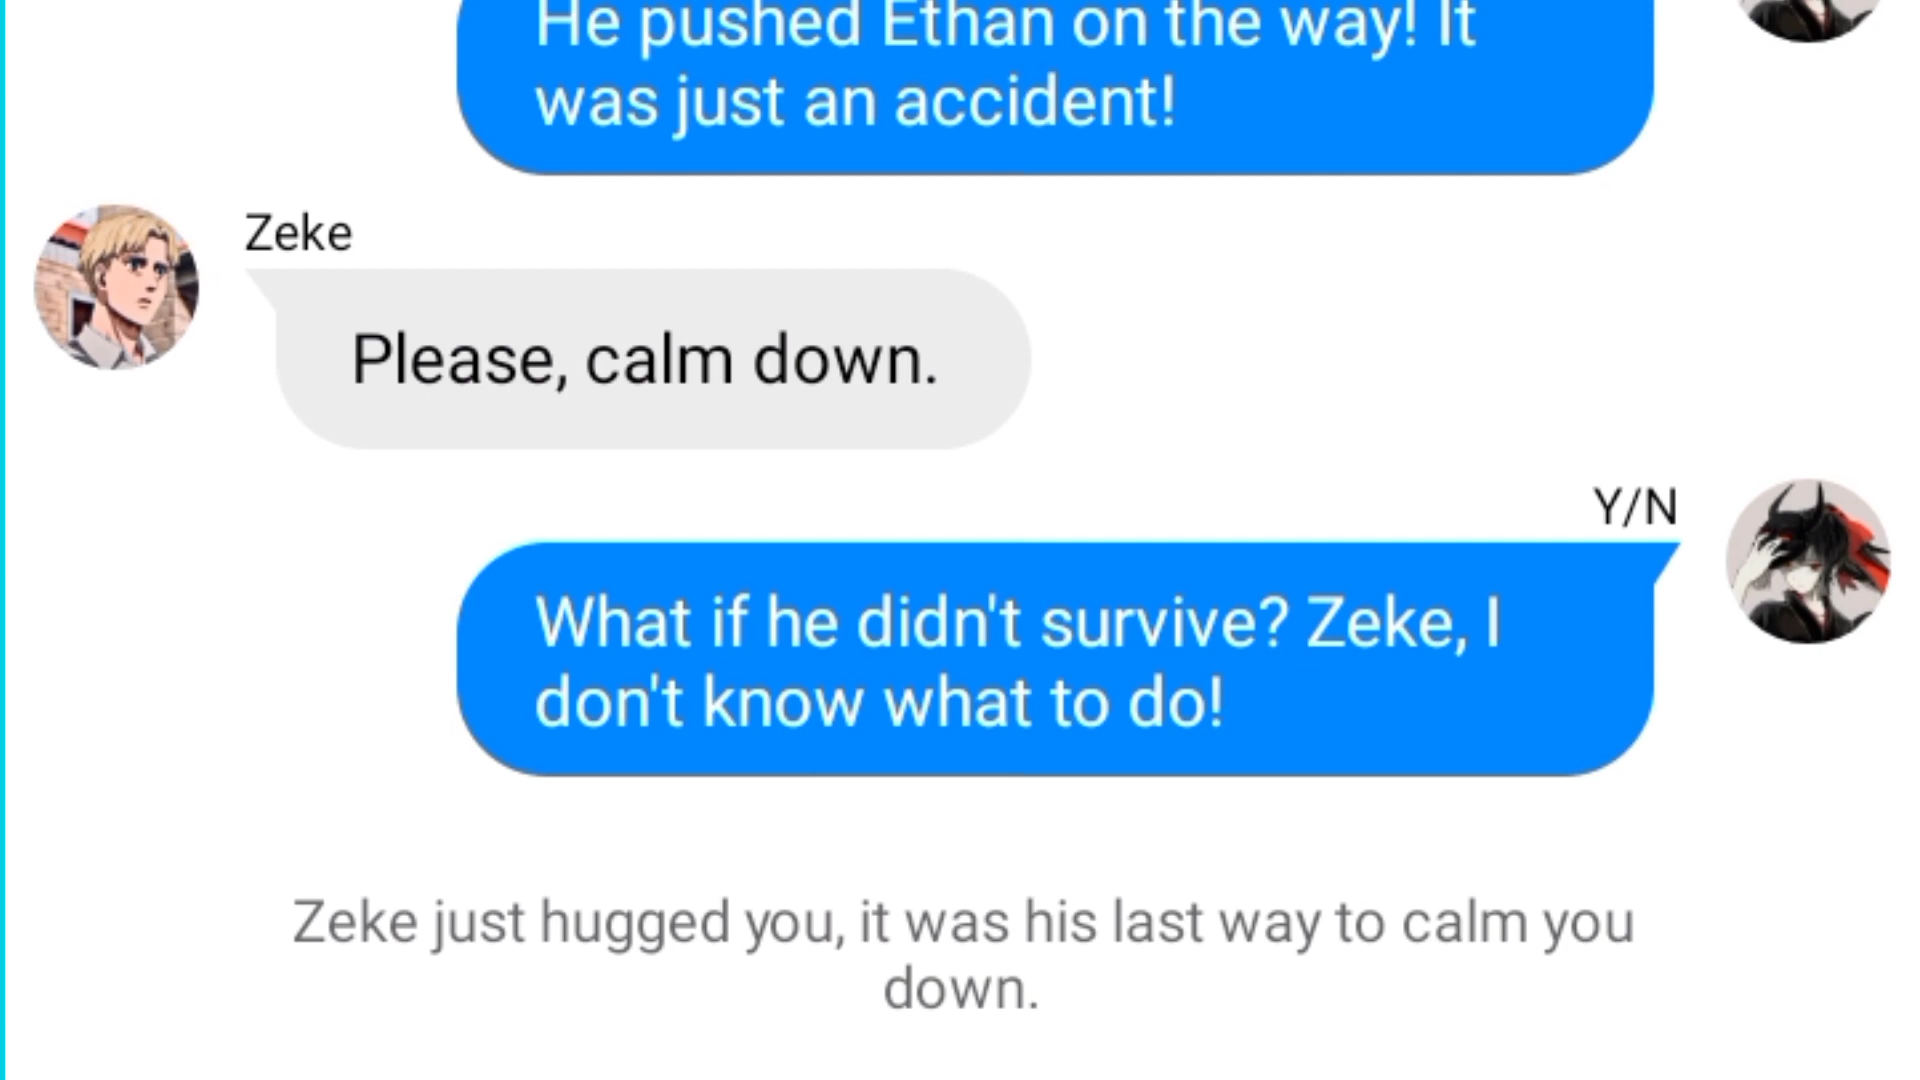 He pushed Ethan on the way! It
was just an accident!
Zeke
Please, calm down.
Y/N
What if he didn't survive? Zeke, I
don't know what to do!
Zeke just hugged you, it was his last way to calm you
down.